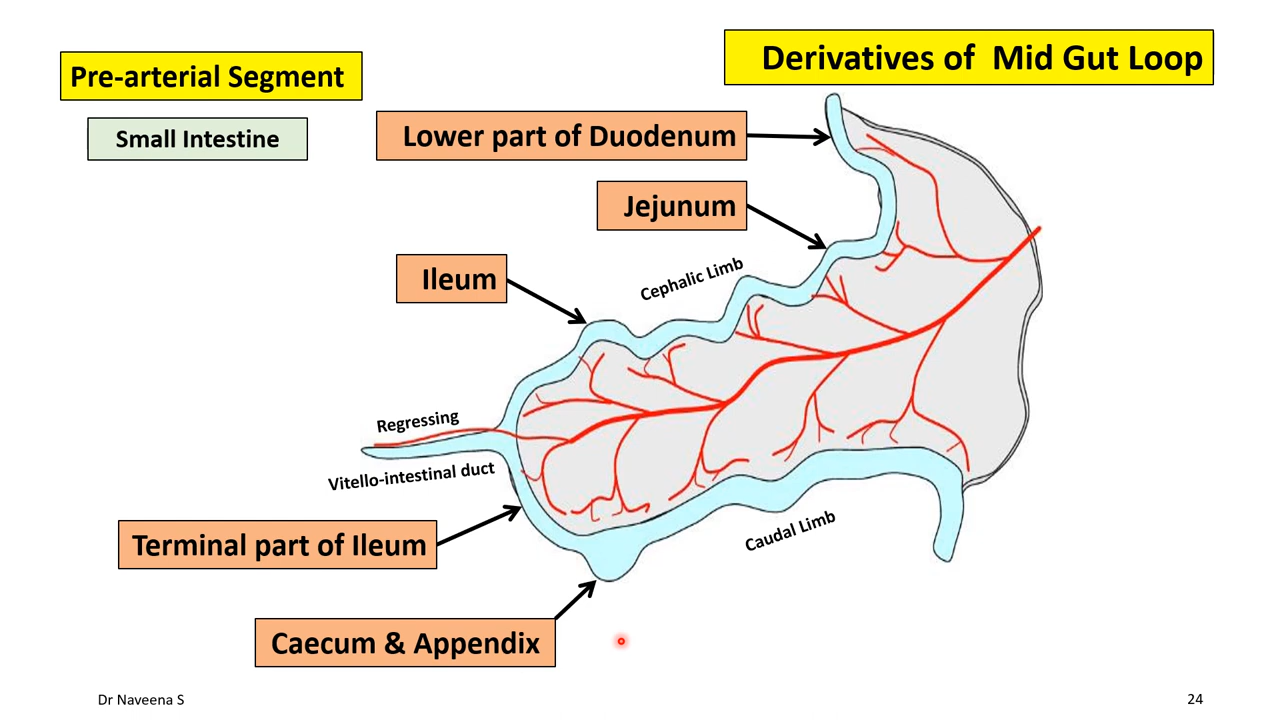 Derivatives of Mid Gut Loop
Pre-arterial Segment
Small Intestine
Lower part of Duodenum
Jejunum
Ileum
Cephalic Limb
Regressing
Vitello-intestinal duct
Terminal part of Ileum
Caudal Limb
Caecum & Appendix
Dr Naveena S
24